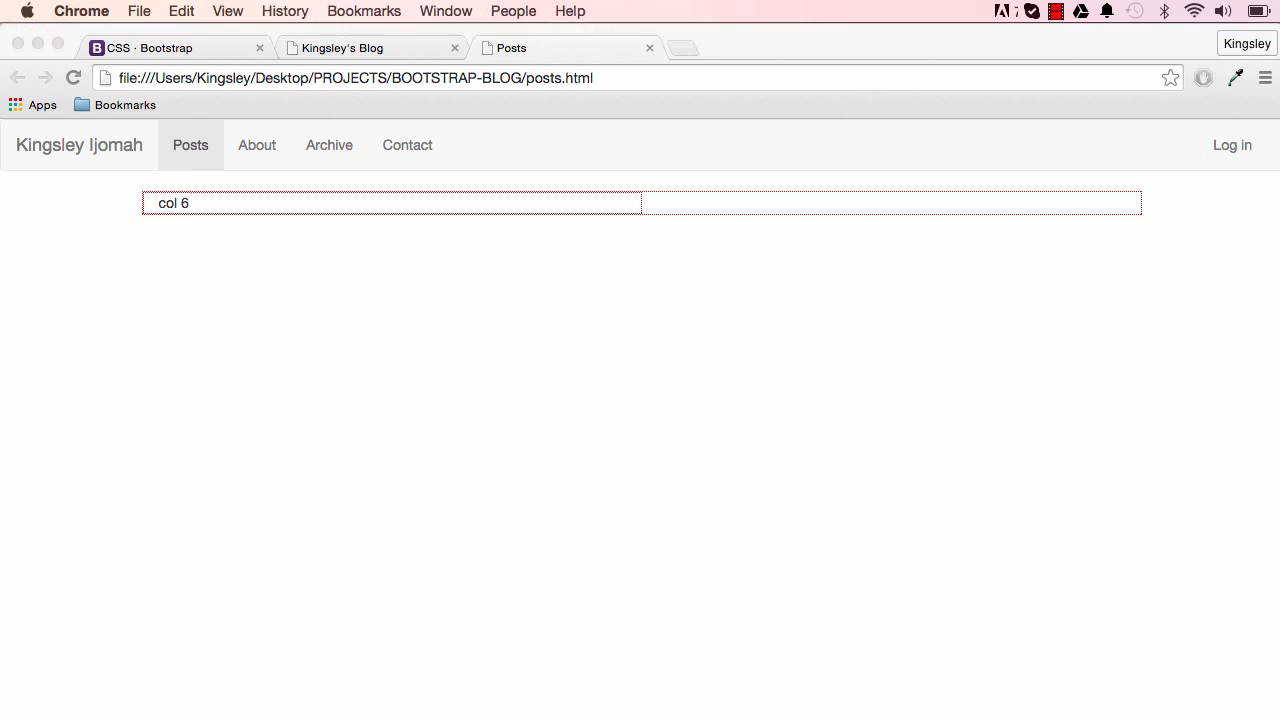 Chrome File Edit View History Bookmarks Window People Help 7
B CSS · Bootstrap Kingsley's Blog Posts Kingsley
file:///Users/Kingsley/Desktop/PROJECTS/BOOTSTRAP-BLOG/posts.html
Apps Bookmarks
Kingsley Ijomah Posts About Archive Contact Log in
col 6